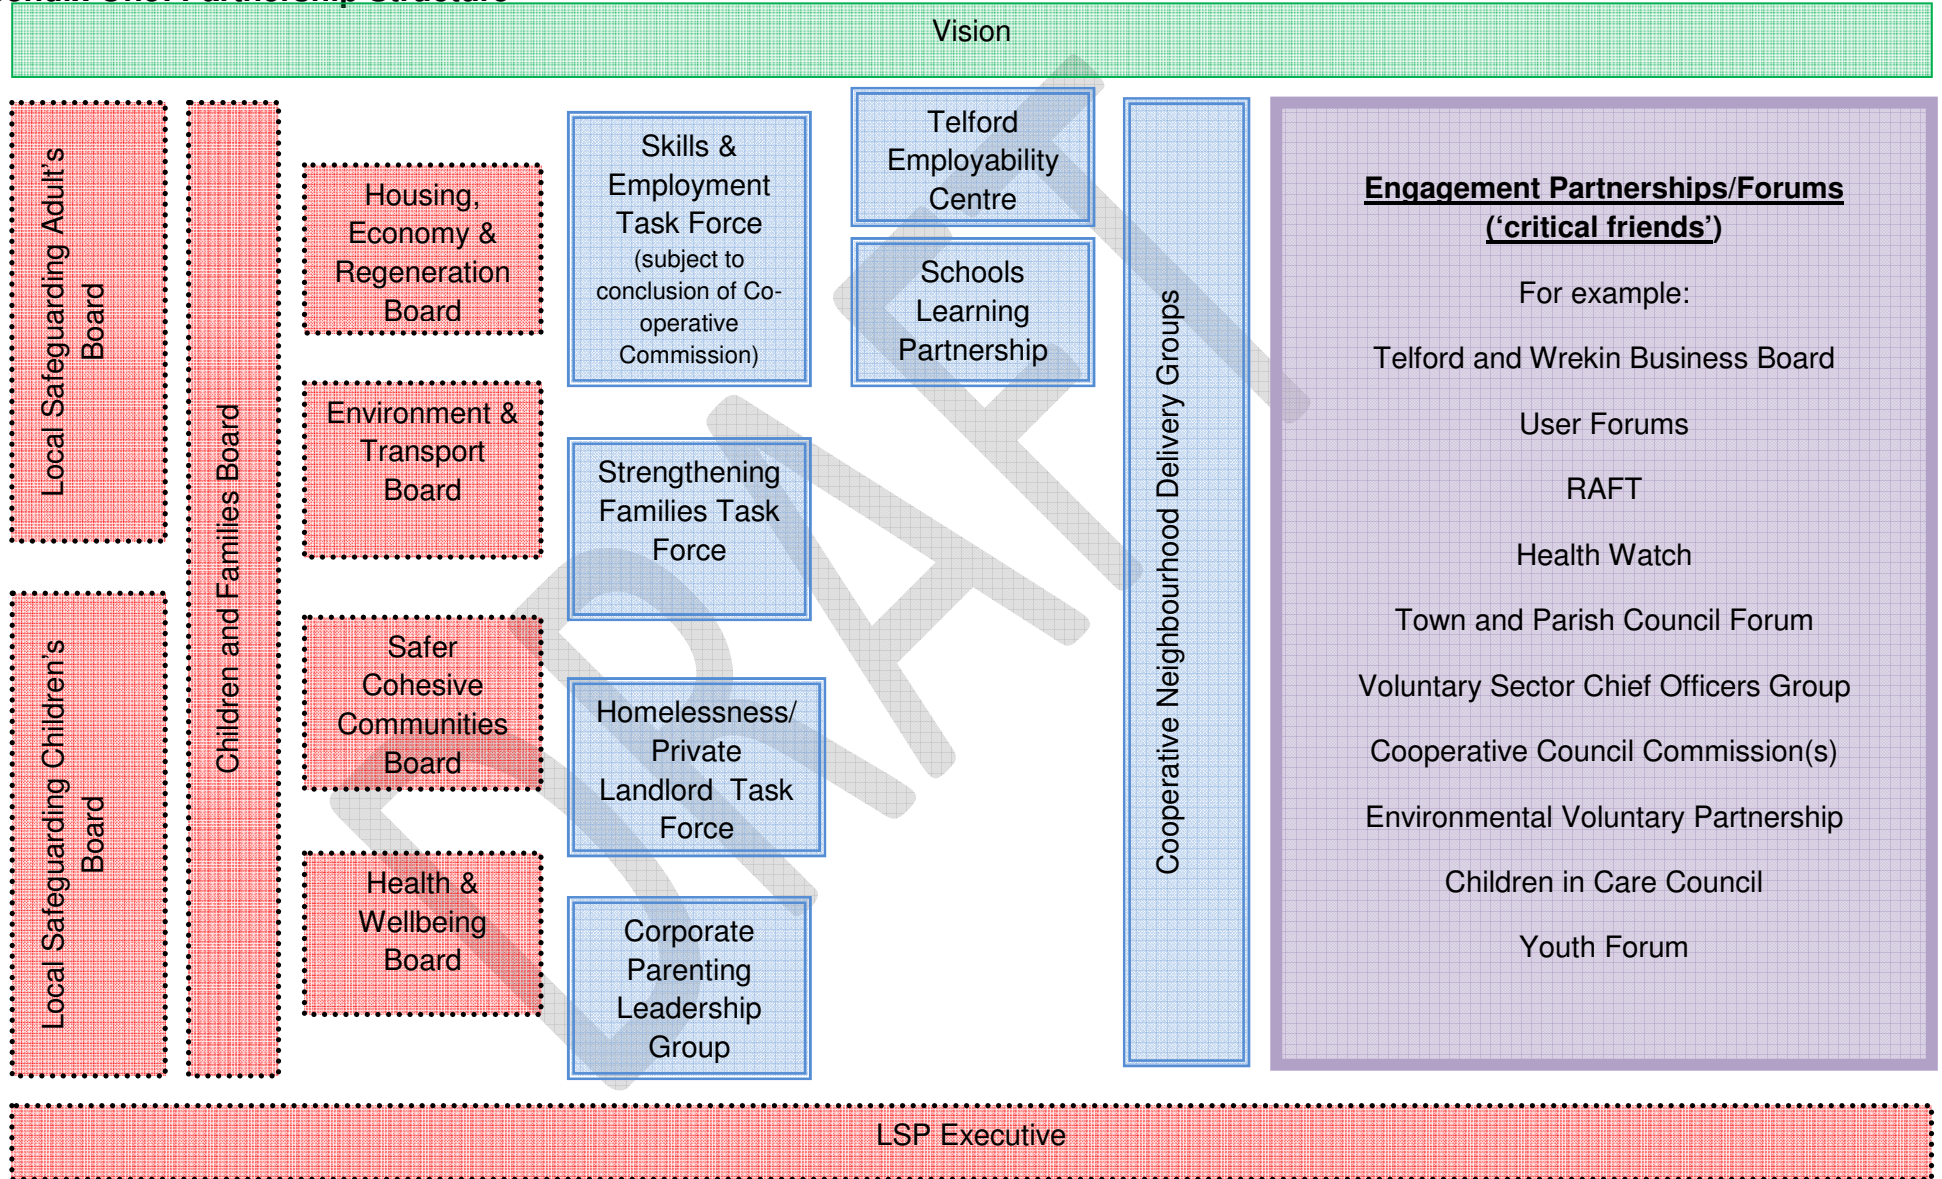 Partnership Structure
Vision
Local Safeguarding Adult's
Board
Local Safeguarding Children's
Board
Children and Families Board
Housing,
Economy &
Regeneration
Board
Environment &
Transport
Board
Safer
Cohesive
Communities
Board
Health &
Wellbeing
Board
Skills &
Employment
Task Force
(subject to
conclusion of Co-
operative
Commission)
Strengthening
Families Task
Force
Homelessness/
Private
Landlord Task
Force
Corporate
Parenting
Leadership
Group
Telford
Employability
Centre
Schools
Learning
Partnership
Cooperative Neighbourhood Delivery Groups
Engagement Partnerships/Forums
(‘critical friends’)
For example:
Telford and Wrekin Business Board
User Forums
RAFT
Health Watch
Town and Parish Council Forum
Voluntary Sector Chief Officers Group
Cooperative Council Commission(s)
Environmental Voluntary Partnership
Children in Care Council
Youth Forum
LSP Executive
DRAFT